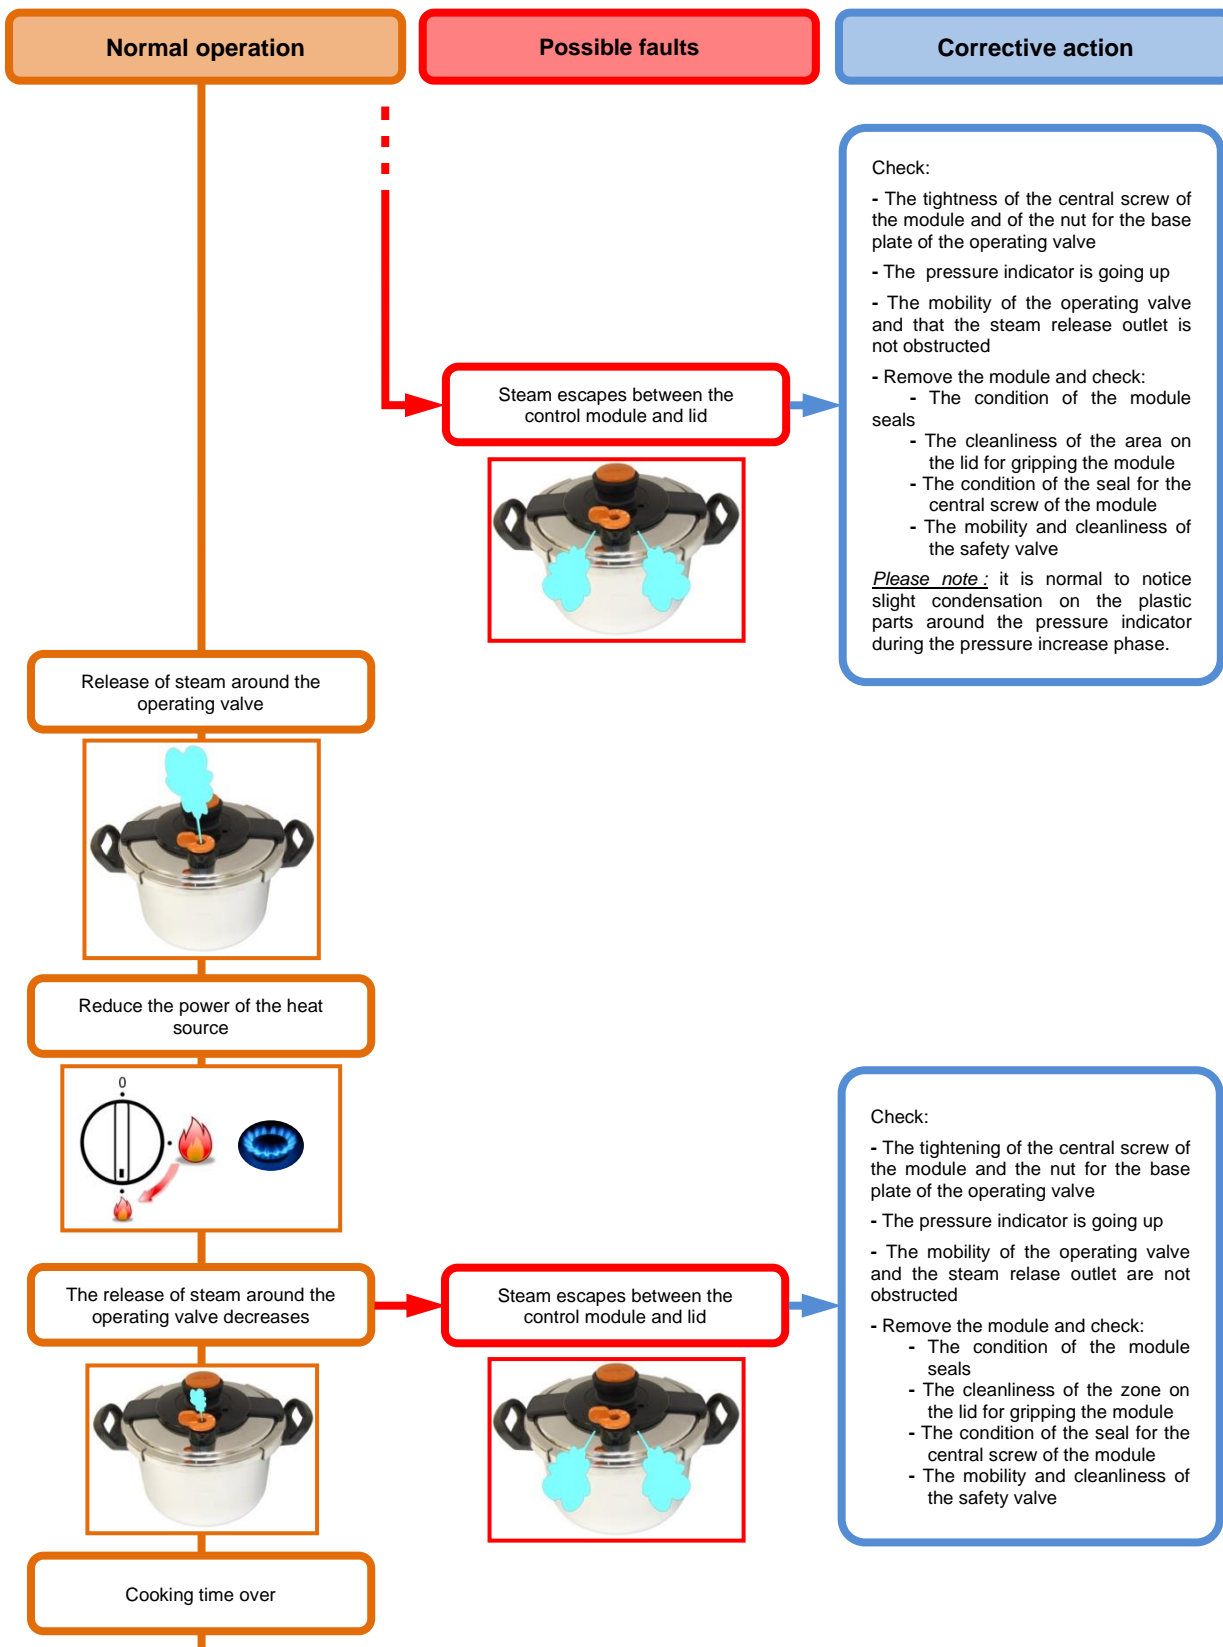 Normal operation
Possible faults
Corrective action
Check:
- The tightness of the central screw of
the module and of the nut for the base
plate of the operating valve
- The pressure indicator is going up
- The mobility of the operating valve
and that the steam release outlet is
not obstructed
- Remove the module and check:
- The condition of the module
seals
- The cleanliness of the area on
the lid for gripping the module
- The condition of the seal for the
central screw of the module
- The mobility and cleanliness of
the safety valve
Please note : it is normal to notice
slight condensation on the plastic
parts around the pressure indicator
during the pressure increase phase.
Steam escapes between the
control module and lid
Release of steam around the
operating valve
Reduce the power of the heat
source
0
The release of steam around the
operating valve decreases
Steam escapes between the
control module and lid
Check:
- The tightening of the central screw of
the module and the nut for the base
plate of the operating valve
- The pressure indicator is going up
- The mobility of the operating valve
and the steam relase outlet are not
obstructed
- Remove the module and check:
- The condition of the module
seals
- The cleanliness of the zone on
the lid for gripping the module
- The condition of the seal for the
central screw of the module
- The mobility and cleanliness of
the safety valve
Cooking time over